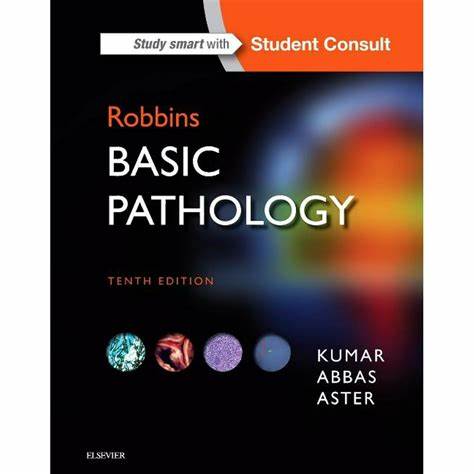 Study smart with Student Consult
Robbins
BASIC
PATHOLOGY
TENTH EDITION
KUMAR
ABBAS
ASTER
ELSEVIER